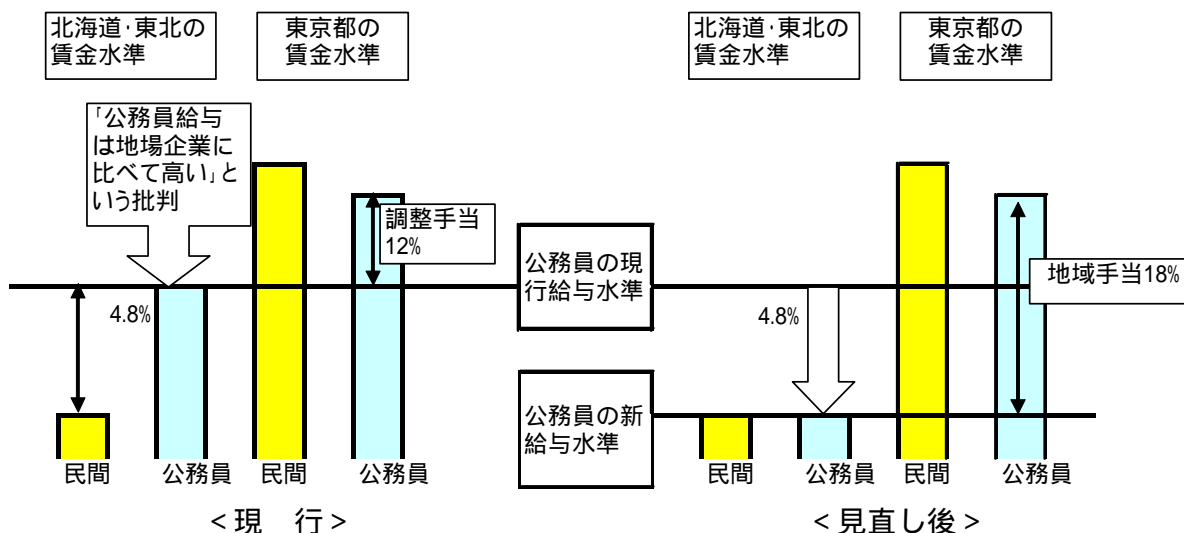 北海道･東北の
賃金水準
東京都の
賃金水準
｢公務員給与
は地場企業に
比べて高い｣と
いう批判
調整手当
12%
4.8%
民間
公務員
民間
公務員
＜現　行＞
公務員の現
行給与水準
公務員の新
給与水準
北海道･東北の
賃金水準
東京都の
賃金水準
地域手当18%
4.8%
民間
公務員
民間
公務員
＜見直し後＞